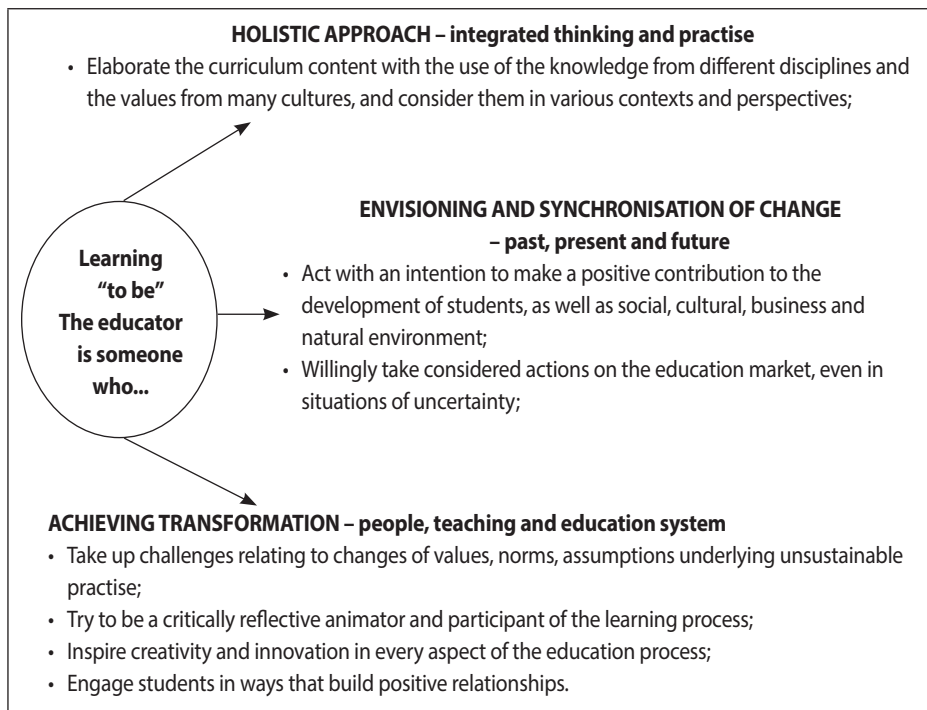 HOLISTIC APPROACH – integrated thinking and practise
• Elaborate the curriculum content with the use of the knowledge from different disciplines and
the values from many cultures, and consider them in various contexts and perspectives;
Learning
"to be"
The educator
is someone
who...
ENVISIONING AND SYNCHRONISATION OF CHANGE
– past, present and future
• Act with an intention to make a positive contribution to the
development of students, as well as social, cultural, business and
natural environment;
• Willingly take considered actions on the education market, even in
situations of uncertainty;
ACHIEVING TRANSFORMATION – people, teaching and education system
• Take up challenges relating to changes of values, norms, assumptions underlying unsustainable
practise;
• Try to be a critically reflective animator and participant of the learning process;
• Inspire creativity and innovation in every aspect of the education process;
• Engage students in ways that build positive relationships.